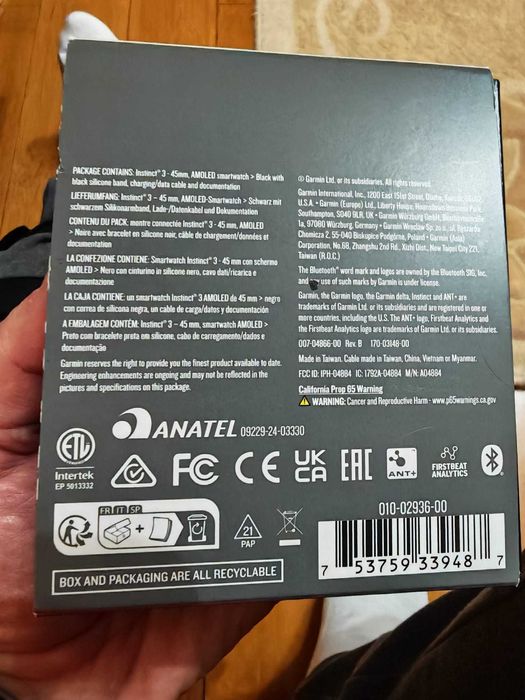 PACKAGE CONTAINS: Instinct® 3 - 45mm, AMOLED smartwatch > Black with
black silicone band, charging/data cable and documentation
LIEFERUMFANG: Instinct® 3 – 45 mm, AMOLED-Smartwatch > Schwarz mit
schwarzem Silikonarmband, Lade-/Datenkabel und Dokumentation
CONTENU DU PACK: montre connectée Instinct® 3 - 45 mm, AMOLED
> Noire avec bracelet en silicone noir, câble de chargement/données et
documentation
LA CONFEZIONE CONTIENE: Smartwatch Instinct® 3 - 45 mm con schermo
AMOLED > Nero con cinturino in silicone nero, cavo dati/ricarica e
documentazione
LA CAJA CONTIENE: un smartwatch Instinct® 3 AMOLED de 45 mm > negro
con correa de silicona negra, un cable de carga/datos y documentación
A EMBALAGEM CONTÉM: Instinct® 3 – 45 mm, smartwatch AMOLED >
Preto com bracelete preta em silicone, cabo de carregamento/dados e
documentação
Garmin reserves the right to provide you the finest product available to date.
Engineering enhancements are ongoing and may not be reflected in the
pictures and specifications on this package.
© Garmin Ltd. or its subsidiaries. All rights reserved.
Garmin International, Inc., 1200 East 151st Street, Olathe, Kansas,
U.S.A. • Garmin (Europe) Ltd., Liberty House, Hounsdown Business Park,
Southampton, SO40 9LR, UK • Garmin Würzburg GmbH,
1a, 97080 Würzburg, Germany • Garmin Wrocław Sp. zo o., ul. Ryszarda
Chomicza 2, 55-040 Biskupice Podgórne, Poland • Garmin (Asia)
Corporation, No. 68, Zhangshu 2nd Rd., Xizhi Dist., New Taipei City 221,
Taiwan (R.O.C.)
The Bluetooth® word mark and logos are owned by the Bluetooth SIG, Inc.
and any use of such marks by Garmin is under license.
Garmin, the Garmin logo, the Garmin delta, Instinct and ANT+ are
trademarks of Garmin Ltd. or its subsidiaries and are registered in one or
more countries, including the U.S. The ANT+ logo, Firstbeat Analytics and
the Firstbeat Analytics logo are trademarks of Garmin Ltd. or its subsidiaries.
007-04866-00 Rev. B 170-03148-00
Made in Taiwan. Cable made in Taiwan, China, Vietnam or Myanmar.
FCC ID: IPH-04884 IC: 1792A-04884 M/N: A04884
California Prop 65 Warning
WARNING: Cancer and Reproductive Harm - www.p65warnings.ca.gov
ANATEL 09229-24-03330
ETL
Intertek
EP 5013332
FC
CE
UK
CA
EAC
ANT+
FIRSTBEAT
ANALYTICS
FR IT SP
21
PAP
BOX AND PACKAGING ARE ALL RECYCLABLE
010-02936-00
7 53759 33948 7